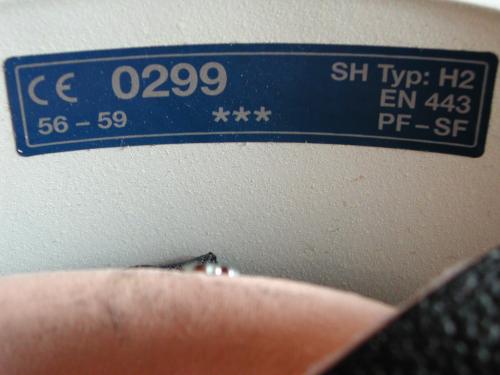 CE 0299
56 – 59 ***
SH Typ: H2
EN 443
PF – SF